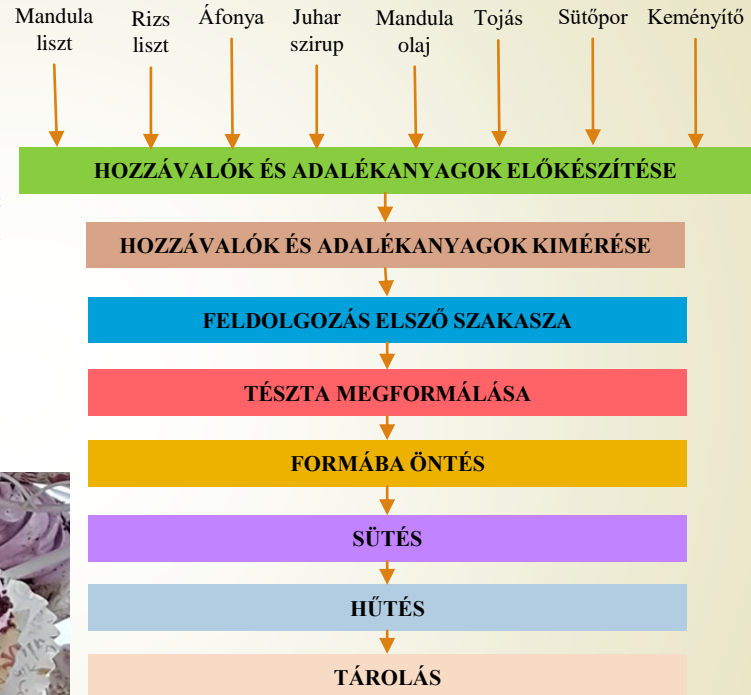 Mandula liszt
Rizs liszt
Áfonya
Juhar szirup
Mandula olaj
Tojás
Sütőpor
Keményítő
HOZZÁVALÓK ÉS ADALÉKANYAGOK ELŐKÉSZÍTÉSE
HOZZÁVALÓK ÉS ADALÉKANYAGOK KIMÉRÉSE
FELDOLGOZÁS ELSZŐ SZAKASZA
TÉSZTA MEGFORMÁLÁSA
FORMÁBA ÖNTÉS
SÜTÉS
HŰTÉS
TÁROLÁS